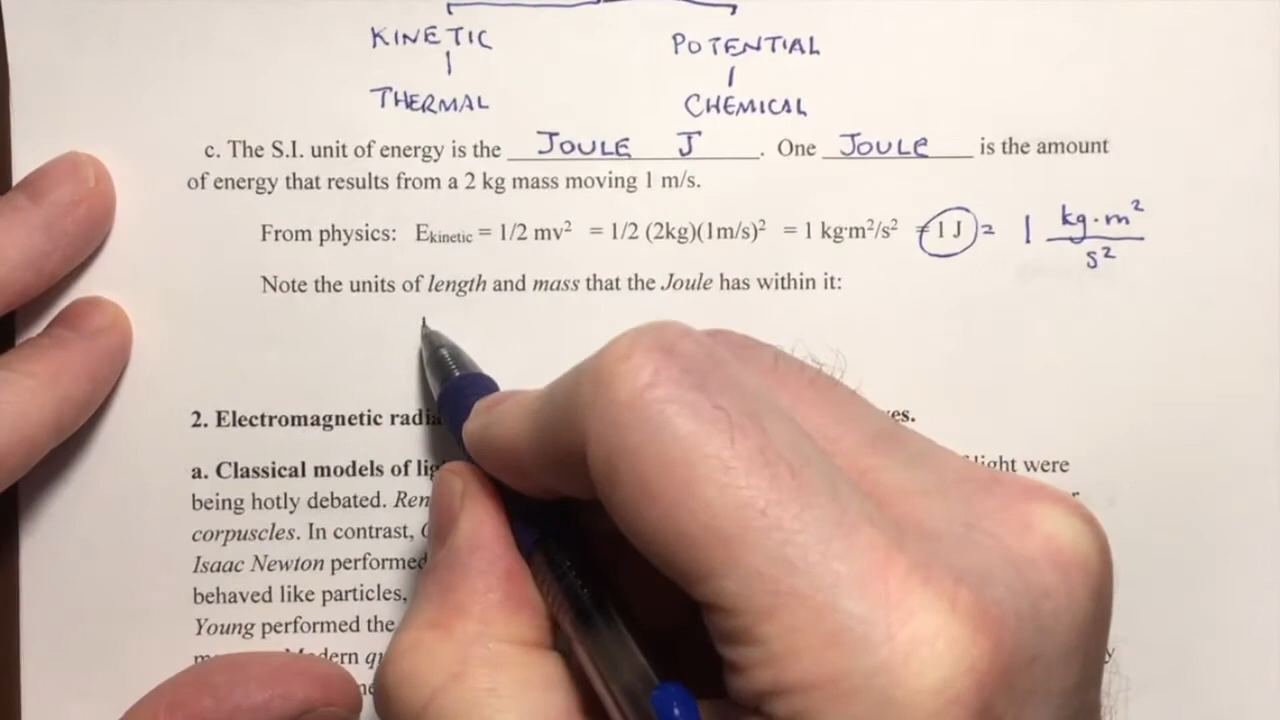 KINETIC POTENTIAL
THERMAL CHEMICAL
c. The S.I. unit of energy is the JOULE J. One JOULE is the amount
of energy that results from a 2 kg mass moving 1 m/s.
From physics: Ekinetic = 1/2 mv² = 1/2 (2kg)(1m/s)² = 1 kg·m²/s² = 1 J = 1 kg·m²/s²
Note the units of length and mass that the Joule has within it:
2. Electromagnetic
a. Classical models of light were
being hotly debated.
corpuscles. In contrast,
Isaac Newton performed
behaved like particles,
Young performed the